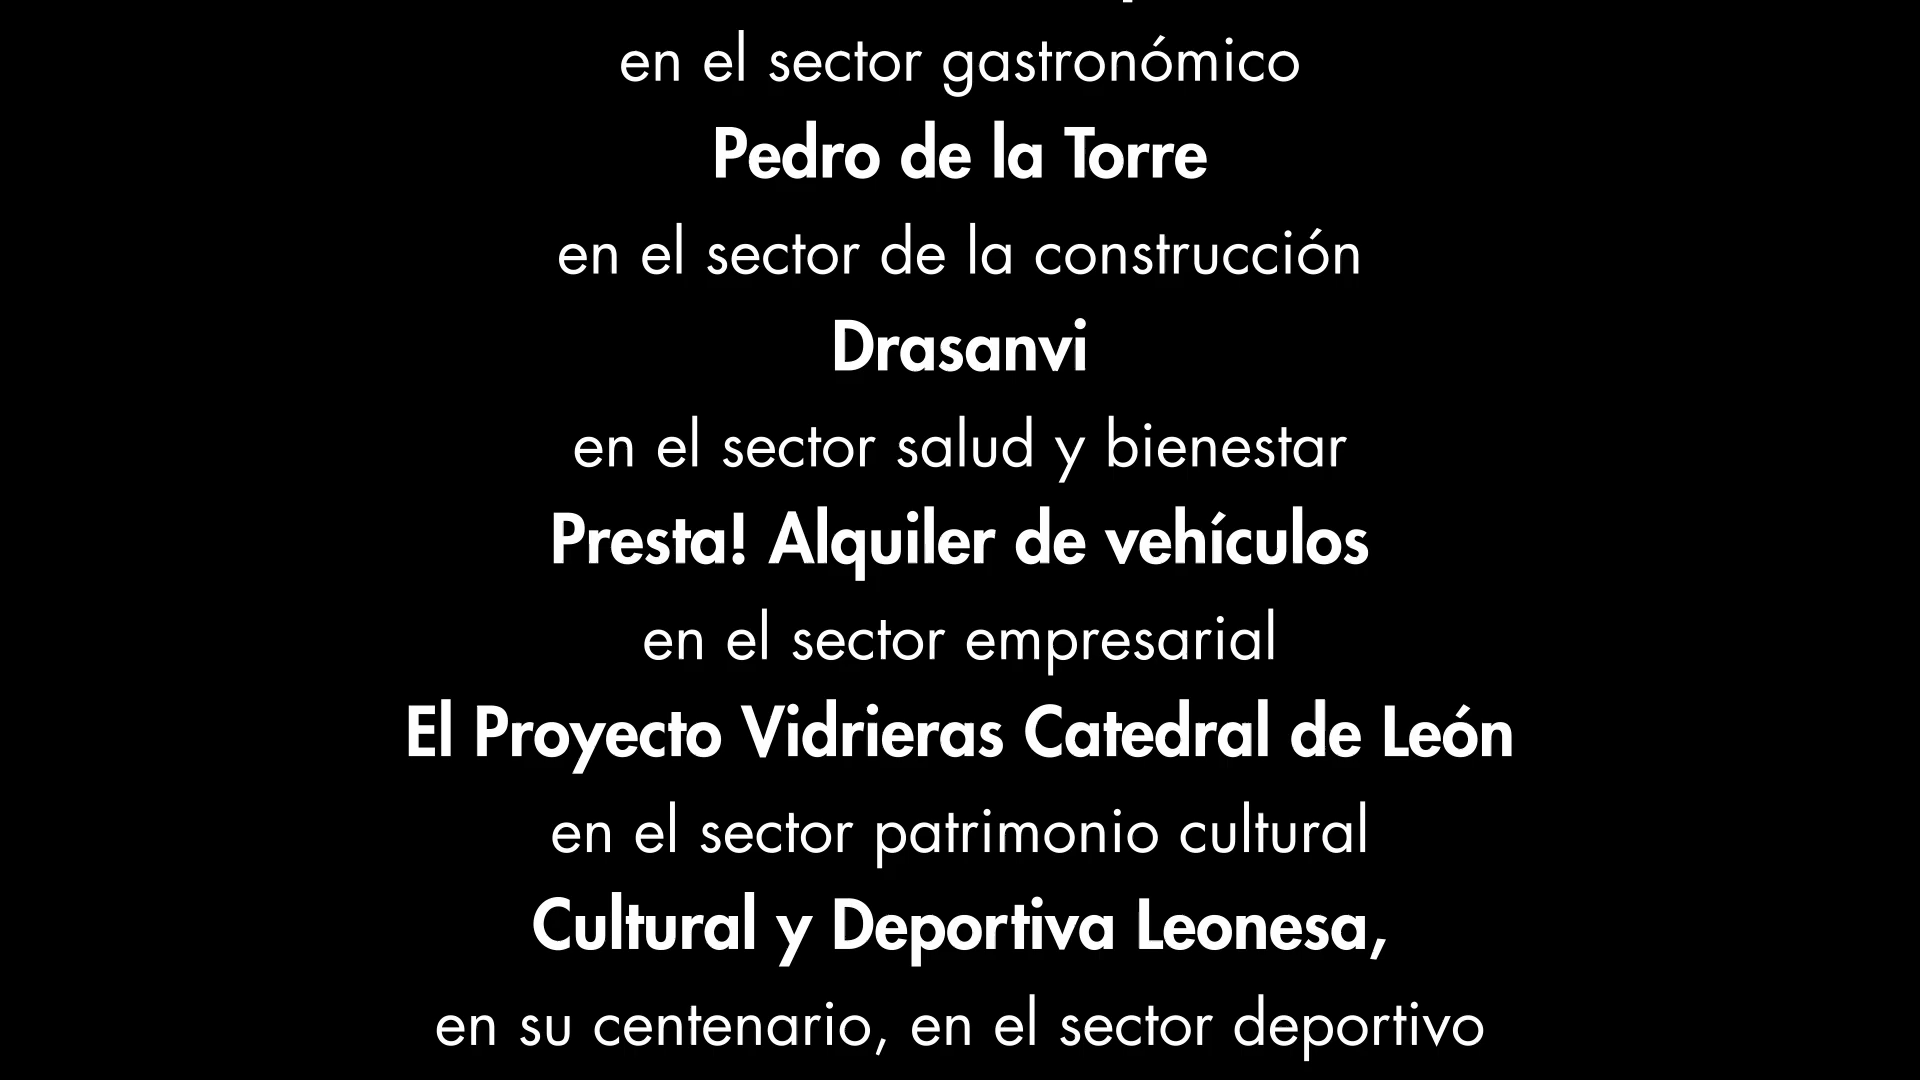 en el sector gastronómico
Pedro de la Torre
en el sector de la construcción
Drasanvi
en el sector salud y bienestar
Presta! Alquiler de vehículos
en el sector empresarial
El Proyecto Vidrieras Catedral de León
en el sector patrimonio cultural
Cultural y Deportiva Leonesa,
en su centenario, en el sector deportivo